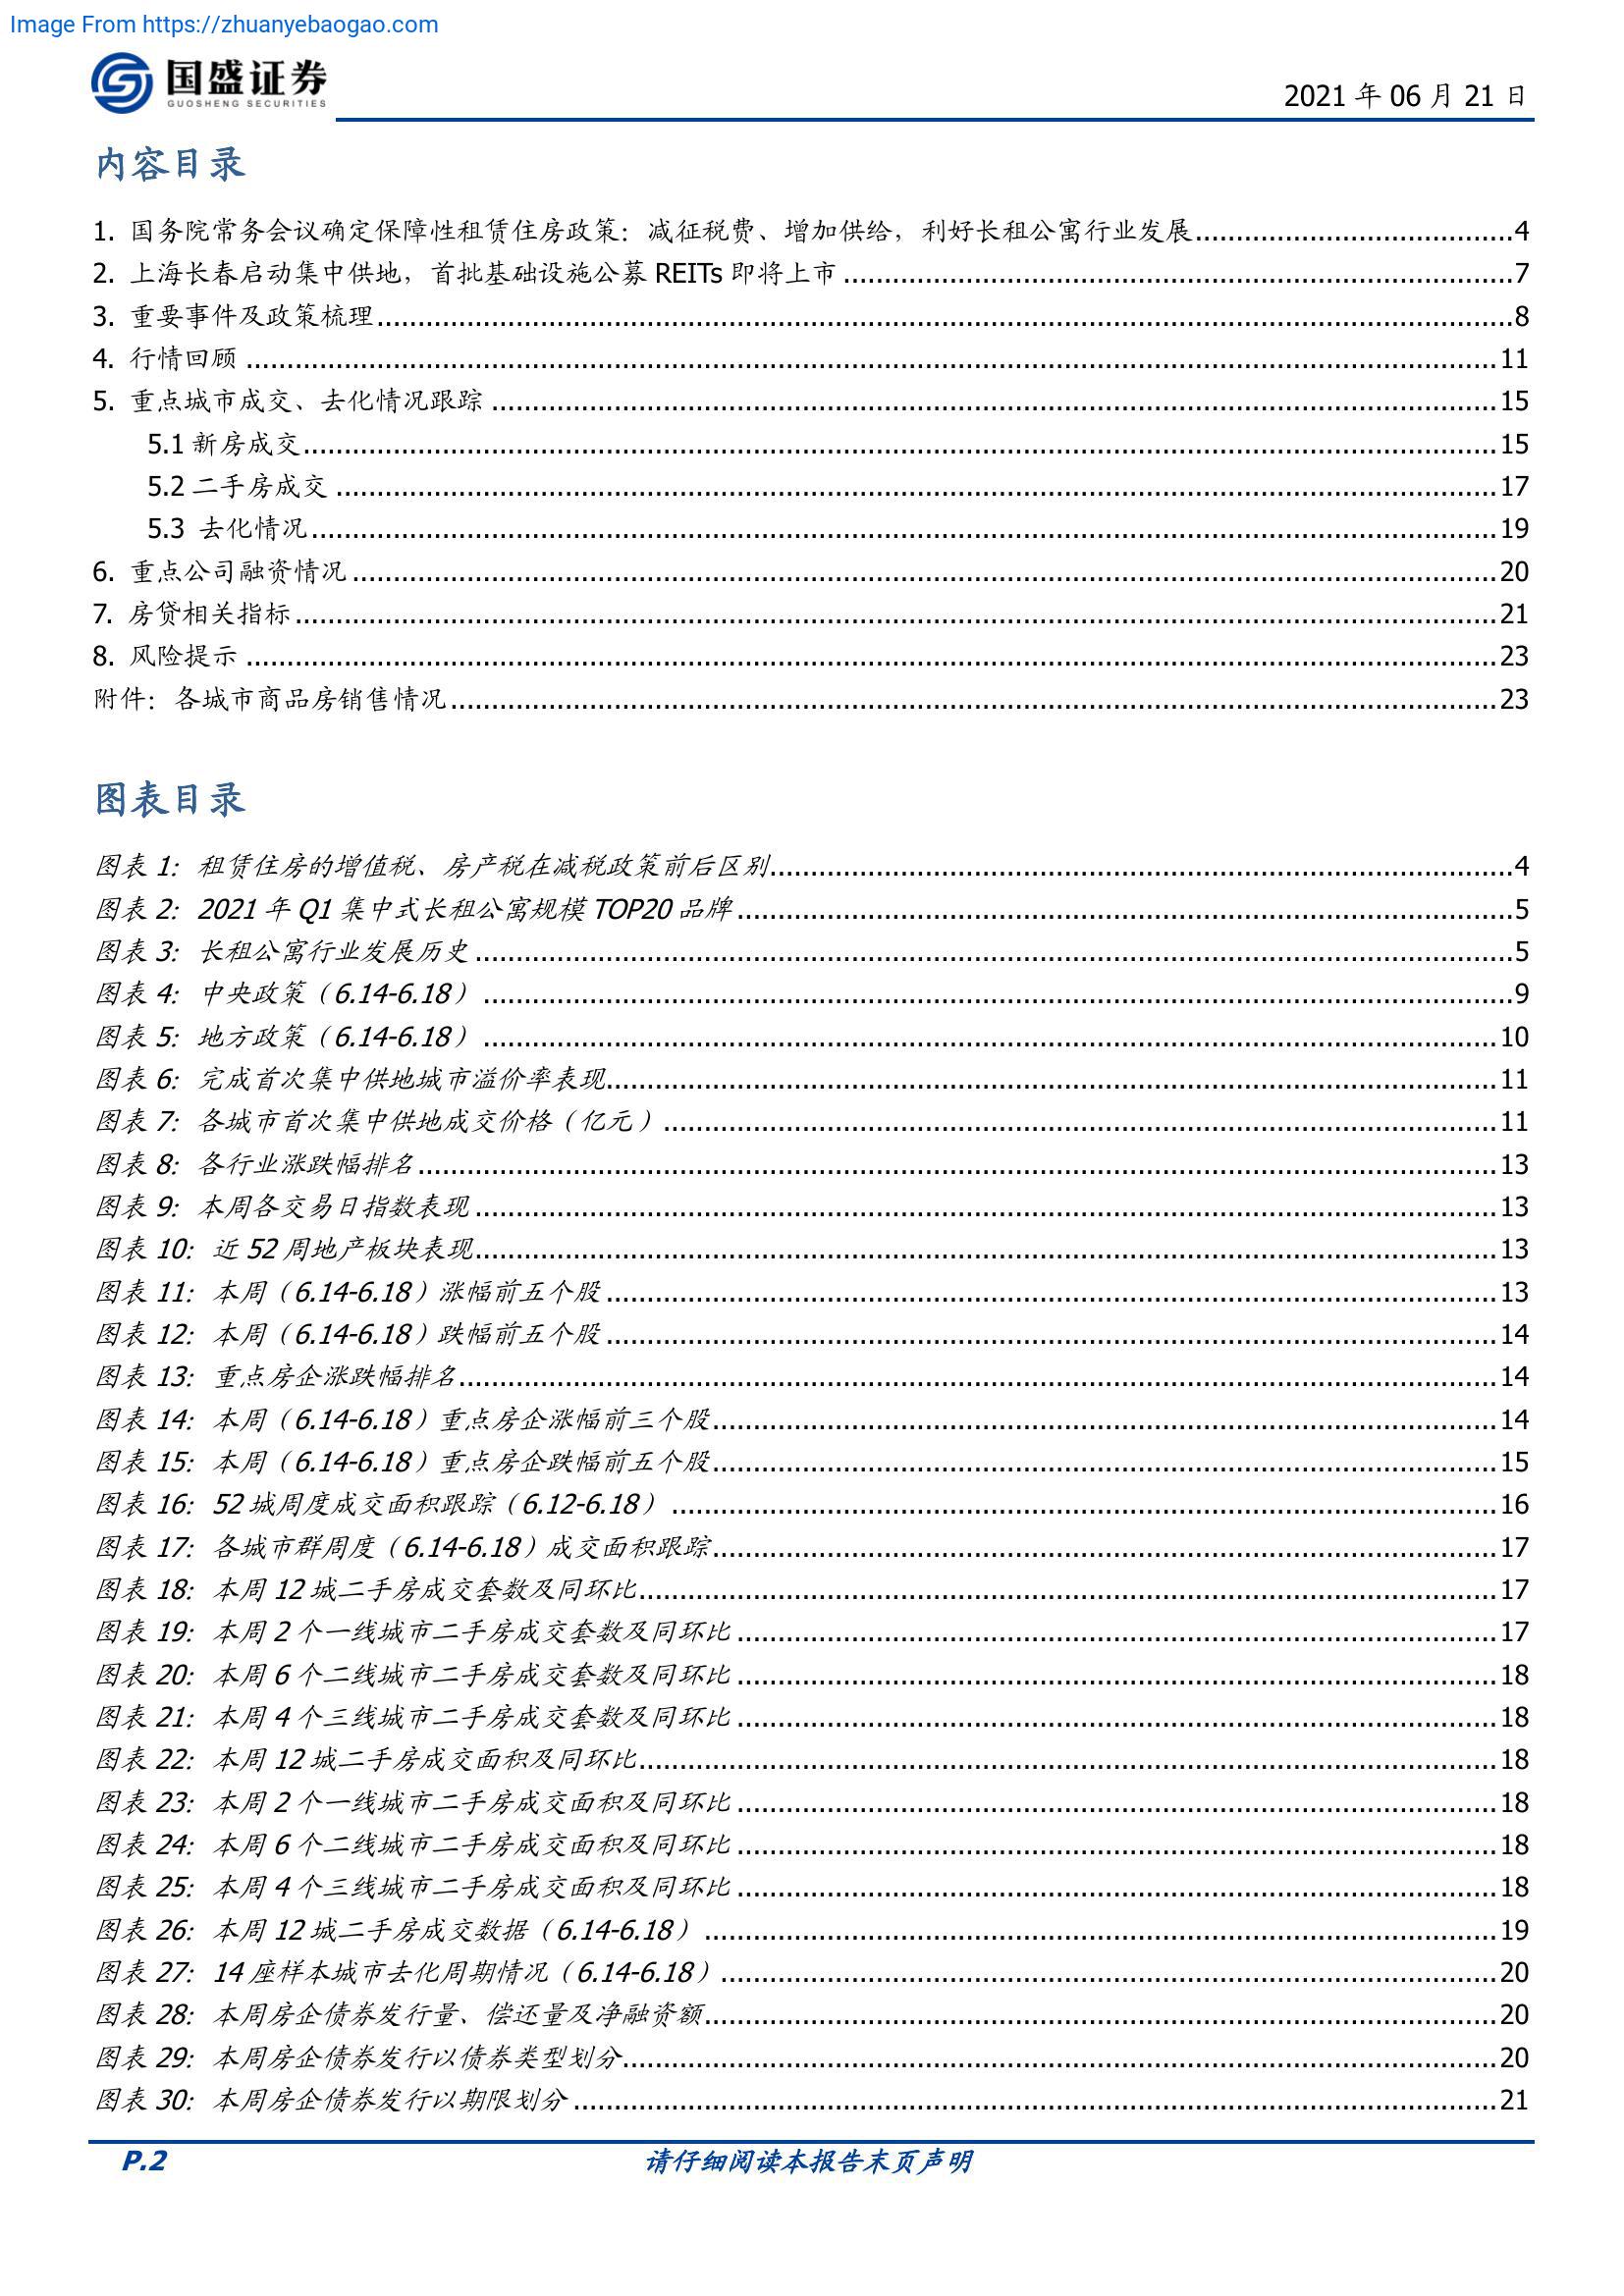 Image From https://zhuanyebaogao.com
国盛证券
GUOSHENG SECURITIES
2021 年 06 月 21 日
内容目录
1. 国务院常务会议确定保障性租赁住房政策：减征税费、增加供给，利好长租公寓行业发展....................4
2. 上海长春启动集中供地，首批基础设施公募 REITs 即将上市....................7
3. 重要事件及政策梳理....................8
4. 行情回顾....................11
5. 重点城市成交、去化情况跟踪....................15
5.1 新房成交....................15
5.2 二手房成交....................17
5.3 去化情况....................19
6. 重点公司融资情况....................20
7. 房贷相关指标....................21
8. 风险提示....................23
附件：各城市商品房销售情况....................23
图表目录
图表 1：租赁住房的增值税、房产税在减税政策前后区别....................4
图表 2：2021 年 Q1 集中式长租公寓规模 TOP20 品牌....................5
图表 3：长租公寓行业发展历史....................5
图表 4：中央政策（6.14-6.18）....................9
图表 5：地方政策（6.14-6.18）....................10
图表 6：完成首次集中供地城市溢价率表现....................11
图表 7：各城市首次集中供地成交价格（亿元）....................11
图表 8：各行业涨跌幅排名....................13
图表 9：本周各交易日指数表现....................13
图表 10：近 52 周地产板块表现....................13
图表 11：本周（6.14-6.18）涨幅前五个股....................13
图表 12：本周（6.14-6.18）跌幅前五个股....................14
图表 13：重点房企涨跌幅排名....................14
图表 14：本周（6.14-6.18）重点房企涨幅前三个股....................14
图表 15：本周（6.14-6.18）重点房企跌幅前五个股....................15
图表 16：52 城周度成交面积跟踪（6.12-6.18）....................16
图表 17：各城市群周度（6.14-6.18）成交面积跟踪....................17
图表 18：本周 12 城二手房成交套数及同环比....................17
图表 19：本周 2 个一线城市二手房成交套数及同环比....................17
图表 20：本周 6 个二线城市二手房成交套数及同环比....................18
图表 21：本周 4 个三线城市二手房成交套数及同环比....................18
图表 22：本周 12 城二手房成交面积及同环比....................18
图表 23：本周 2 个一线城市二手房成交面积及同环比....................18
图表 24：本周 6 个二线城市二手房成交面积及同环比....................18
图表 25：本周 4 个三线城市二手房成交面积及同环比....................18
图表 26：本周 12 城二手房成交数据（6.14-6.18）....................19
图表 27：14 座样本城市去化周期情况（6.14-6.18）....................20
图表 28：本周房企债券发行量、偿还量及净融资额....................20
图表 29：本周房企债券发行以债券类型划分....................20
图表 30：本周房企债券发行以期限划分....................21
P.2
请仔细阅读本报告末页声明